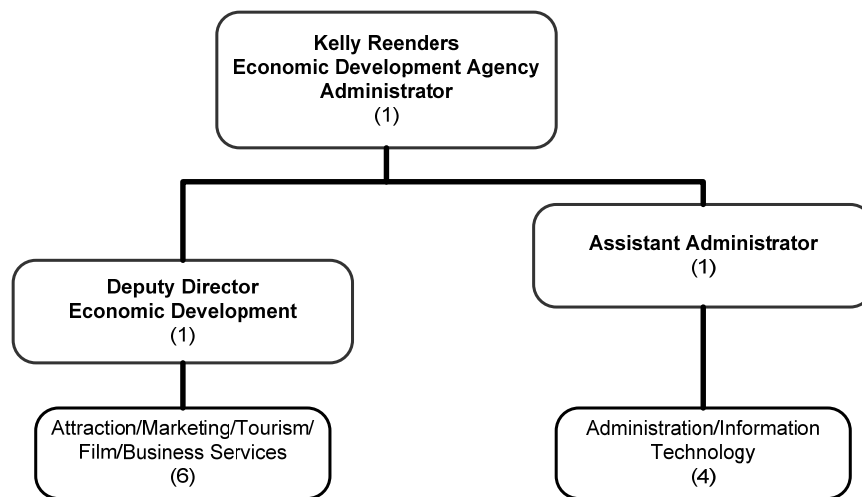 Kelly Reenders
Economic Development Agency
Administrator
(1)
Assistant Administrator
(1)
Deputy Director
Economic Development
(1)
Attraction/Marketing/Tourism/
Film/Business Services
(6)
Administration/Information
Technology
(4)